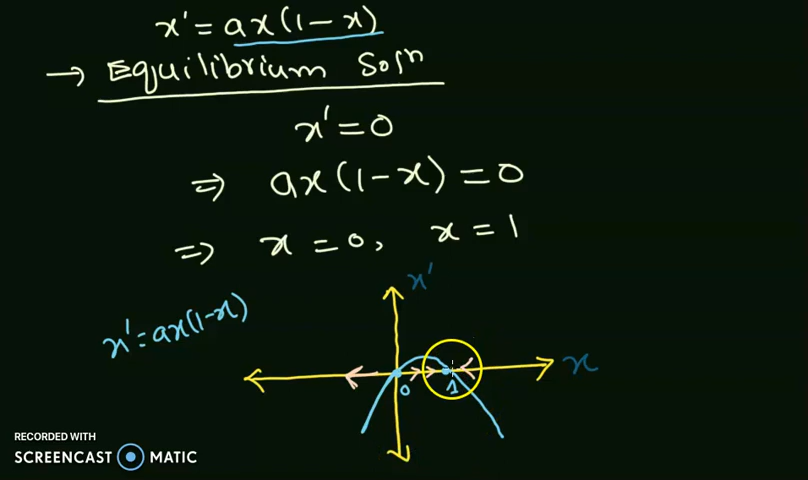 x' = ax(1-x)
→ Equilibrium Soln
x' = 0
⇒ ax(1-x) = 0
⇒ x = 0, x = 1
x'
x' = ax(1-x)
x
0 1
RECORDED WITH
SCREENCAST MATIC